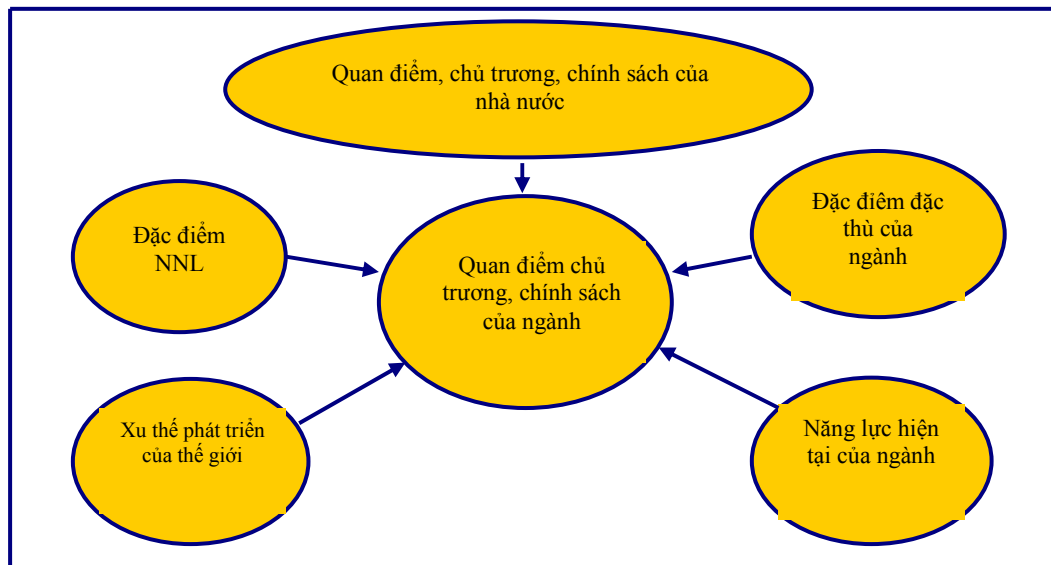 Quan điểm, chủ trương, chính sách của
nhà nước
Đặc điểm
NNL
Quan điểm chủ
trương, chính sách
của ngành
Đặc điểm đặc
thù của
ngành
Xu thế phát triển
của thế giới
Năng lực hiện
tại của ngành